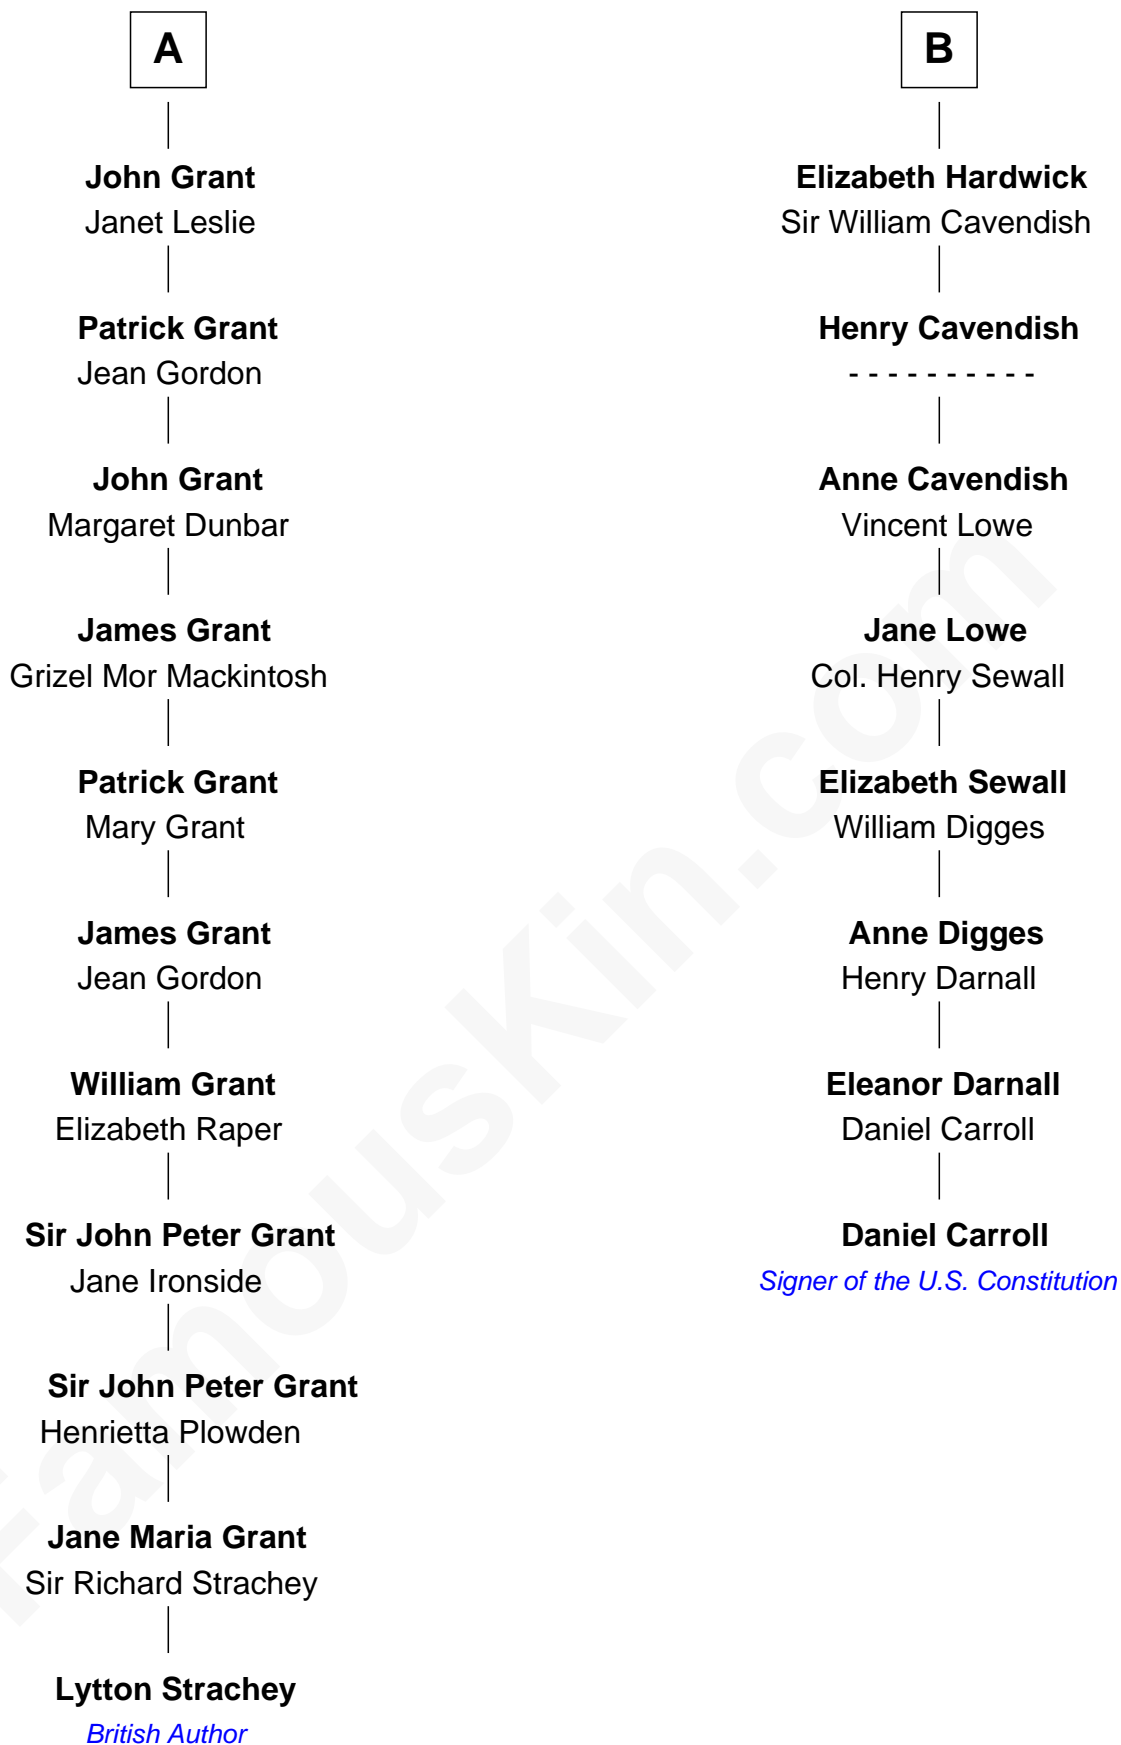 A
John Grant
Janet Leslie
Patrick Grant
Jean Gordon
John Grant
Margaret Dunbar
James Grant
Grizel Mor Mackintosh
Patrick Grant
Mary Grant
James Grant
Jean Gordon
William Grant
Elizabeth Raper
Sir John Peter Grant
Jane Ironside
Sir John Peter Grant
Henrietta Plowden
Jane Maria Grant
Sir Richard Strachey
Lytton Strachey
British Author
B
Elizabeth Hardwick
Sir William Cavendish
Henry Cavendish
- - - - - - - - - -
Anne Cavendish
Vincent Lowe
Jane Lowe
Col. Henry Sewall
Elizabeth Sewall
William Digges
Anne Digges
Henry Darnall
Eleanor Darnall
Daniel Carroll
Daniel Carroll
Signer of the U.S. Constitution
FamousKin.com